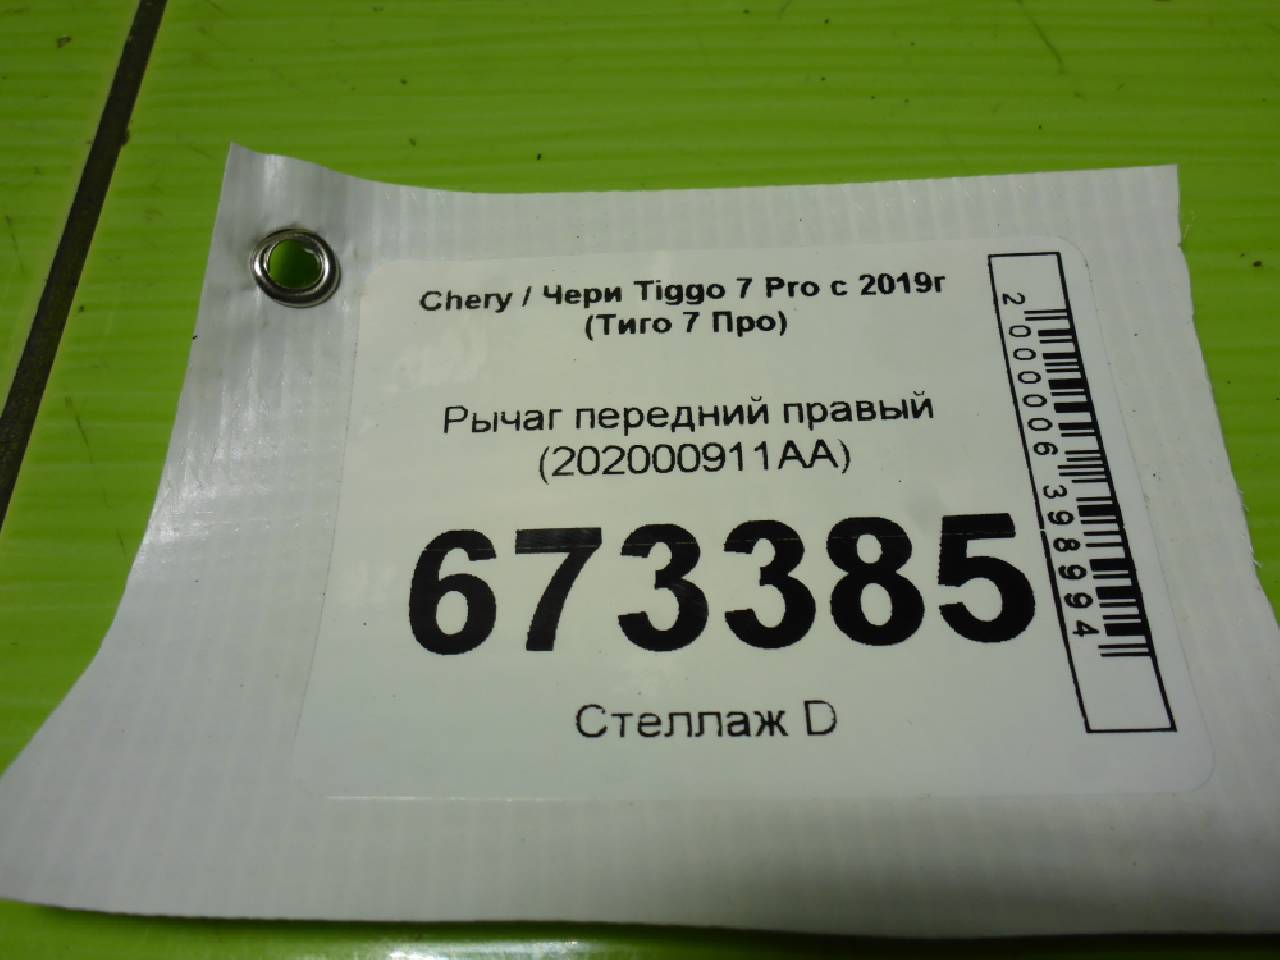 Chery / Чери Tiggo 7 Pro с 2019г
(Тиго 7 Про)
Рычаг передний правый
(202000911AA)
673385
Стеллаж D
2000006398994